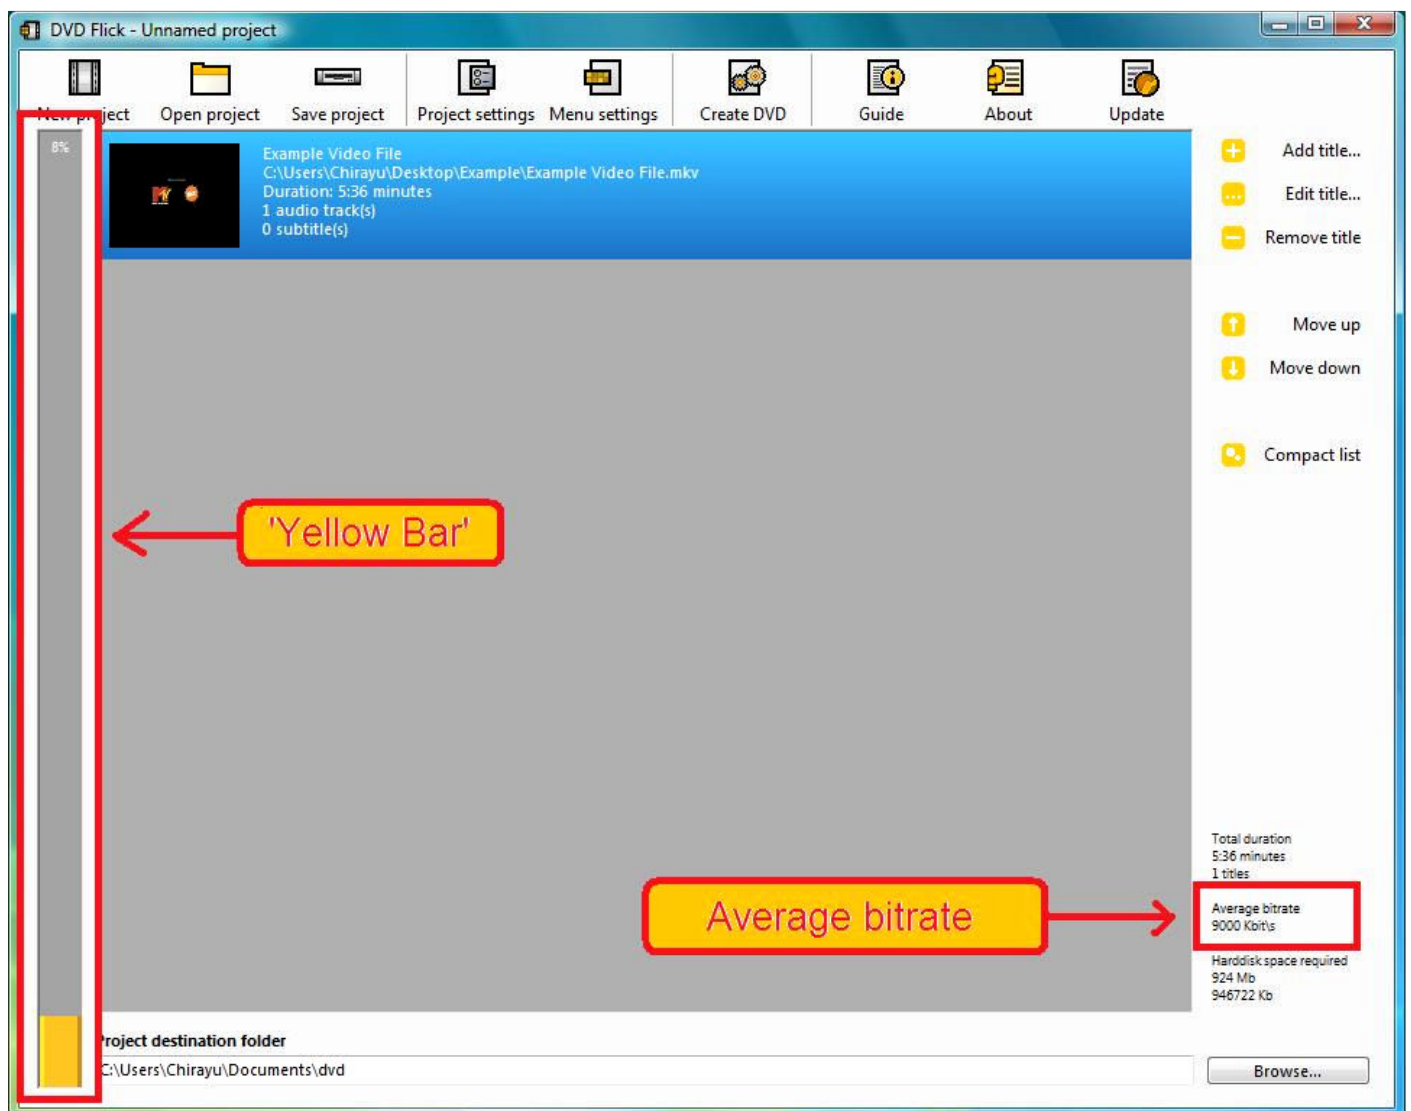 DVD Flick - Unnamed project
New project
Open project
Save project
Project settings
Menu settings
Create DVD
Guide
About
Update
8%
Example Video File
C:\Users\Chirayu\Desktop\Example\Example Video File.mkv
Duration: 5:36 minutes
1 audio track(s)
0 subtitle(s)
Add title...
Edit title...
Remove title
Move up
Move down
Compact list
'Yellow Bar'
Total duration
5:36 minutes
1 titles
Average bitrate
Average bitrate
9000 Kbit\s
Harddisk space required
924 Mb
946722 Kb
Project destination folder
C:\Users\Chirayu\Documents\dvd
Browse...